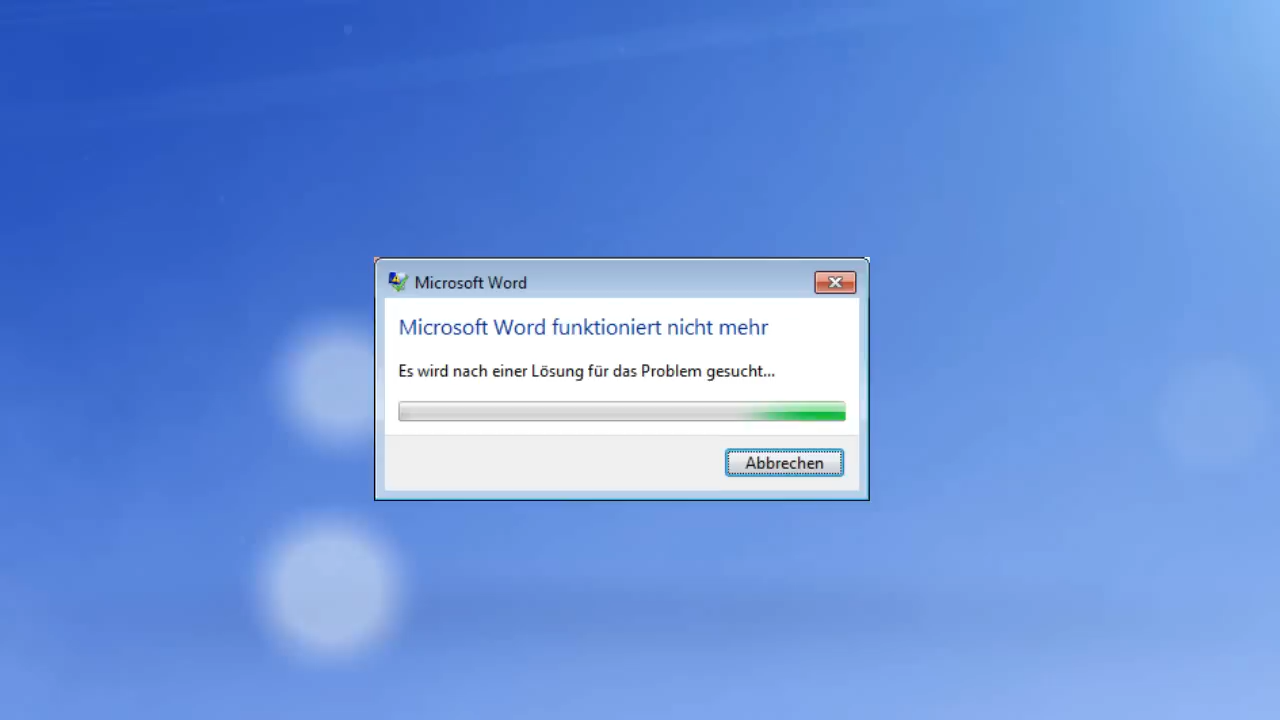 Microsoft Word
Microsoft Word funktioniert nicht mehr
Es wird nach einer Lösung für das Problem gesucht...
Abbrechen